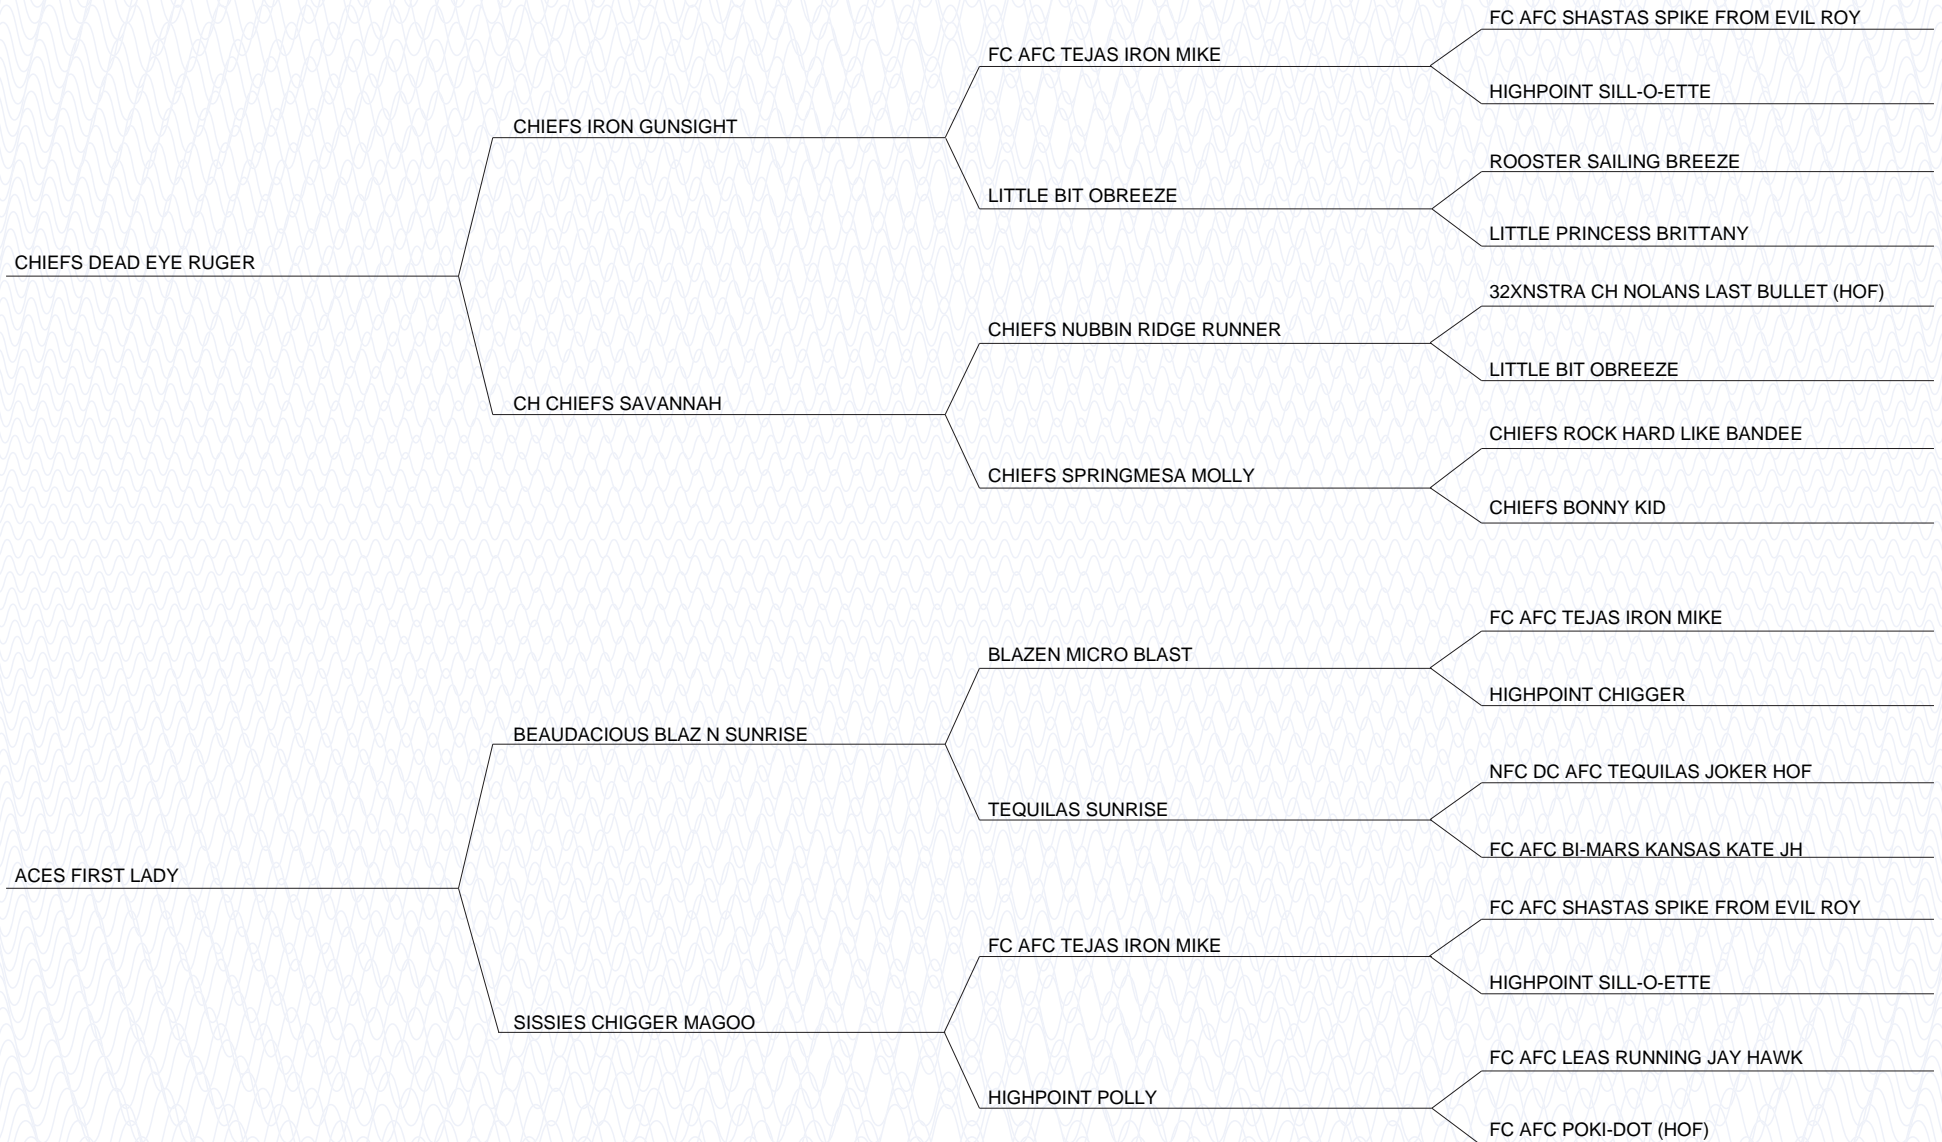 FC AFC SHASTAS SPIKE FROM EVIL ROY
FC AFC TEJAS IRON MIKE
HIGHPOINT SILL-O-ETTE
CHIEFS IRON GUNSIGHT
ROOSTER SAILING BREEZE
LITTLE BIT OBREEZE
LITTLE PRINCESS BRITTANY
CHIEFS DEAD EYE RUGER
32XNSTRA CH NOLANS LAST BULLET (HOF)
CHIEFS NUBBIN RIDGE RUNNER
LITTLE BIT OBREEZE
CH CHIEFS SAVANNAH
CHIEFS ROCK HARD LIKE BANDEE
CHIEFS SPRINGMESA MOLLY
CHIEFS BONNY KID
FC AFC TEJAS IRON MIKE
BLAZEN MICRO BLAST
HIGHPOINT CHIGGER
BEAUDACIOUS BLAZ N SUNRISE
NFC DC AFC TEQUILAS JOKER HOF
TEQUILAS SUNRISE
FC AFC BI-MARS KANSAS KATE JH
ACES FIRST LADY
FC AFC SHASTAS SPIKE FROM EVIL ROY
FC AFC TEJAS IRON MIKE
HIGHPOINT SILL-O-ETTE
SISSIES CHIGGER MAGOO
FC AFC LEAS RUNNING JAY HAWK
HIGHPOINT POLLY
FC AFC POKI-DOT (HOF)